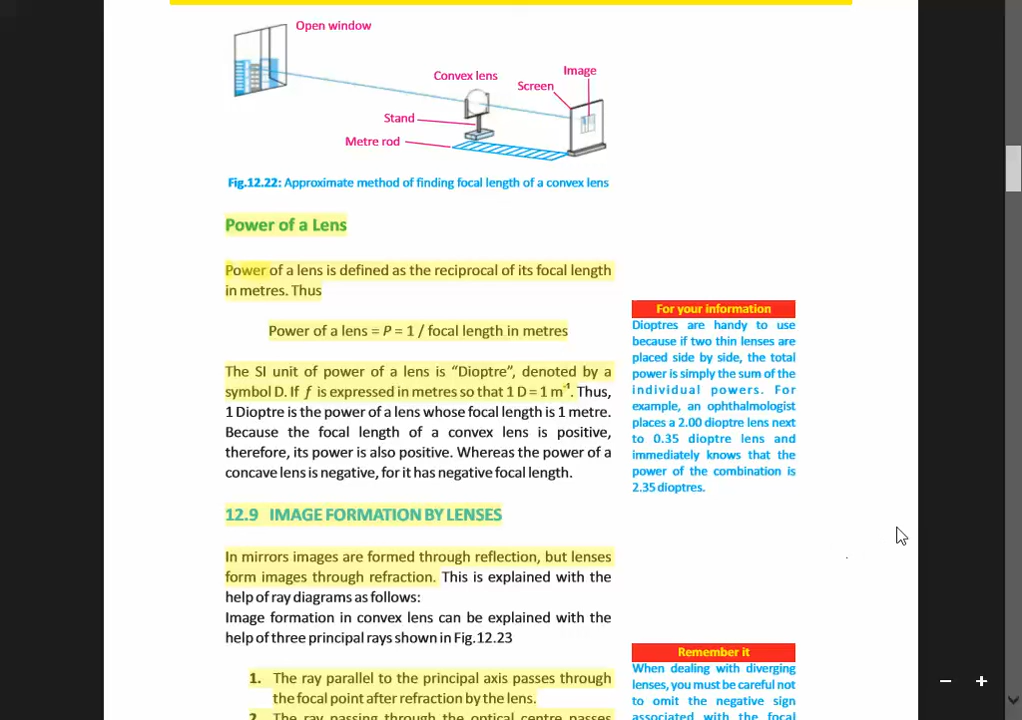 Open window
Convex lens
Image
Screen
Stand
Metre rod
Fig.12.22: Approximate method of finding focal length of a convex lens
Power of a Lens
Power of a lens is defined as the reciprocal of its focal length
in metres. Thus
Power of a lens = P = 1 / focal length in metres
The SI unit of power of a lens is “Dioptre”, denoted by a
symbol D. If f is expressed in metres so that 1 D = 1 m⁻¹. Thus,
1 Dioptre is the power of a lens whose focal length is 1 metre.
Because the focal length of a convex lens is positive,
therefore, its power is also positive. Whereas the power of a
concave lens is negative, for it has negative focal length.
For your information
Dioptres are handy to use
because if two thin lenses are
placed side by side, the total
power is simply the sum of the
individual powers. For
example, an ophthalmologist
places a 2.00 dioptre lens next
to 0.35 dioptre lens and
immediately knows that the
power of the combination is
2.35 dioptres.
12.9 IMAGE FORMATION BY LENSES
In mirrors images are formed through reflection, but lenses
form images through refraction. This is explained with the
help of ray diagrams as follows:
Image formation in convex lens can be explained with the
help of three principal rays shown in Fig.12.23
1. The ray parallel to the principal axis passes through
the focal point after refraction by the lens.
2. The ray passing through the optical centre passes
Remember it
When dealing with diverging
lenses, you must be careful not
to omit the negative sign
associated with the focal